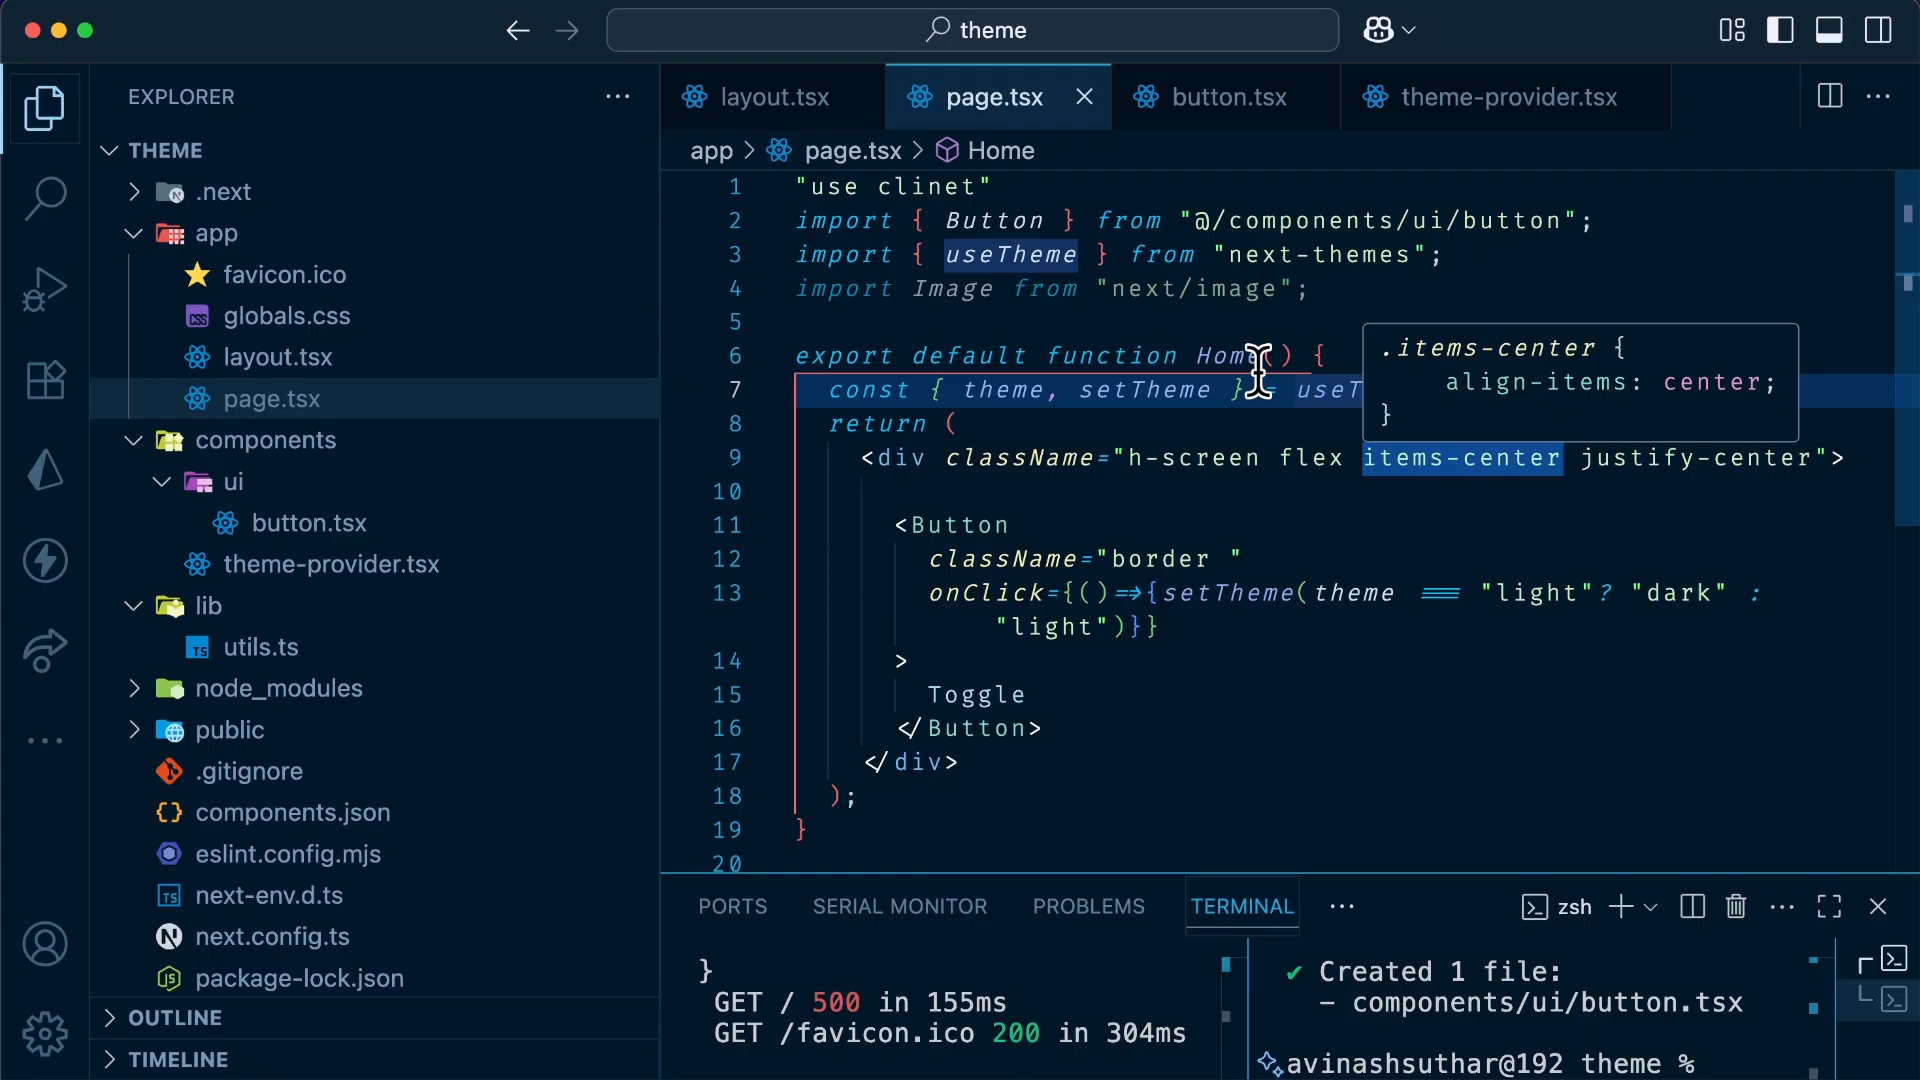 theme
EXPLORER
THEME
.next
app
favicon.ico
globals.css
layout.tsx
page.tsx
components
ui
button.tsx
theme-provider.tsx
lib
utils.ts
node_modules
public
.gitignore
components.json
eslint.config.mjs
next-env.d.ts
next.config.ts
package-lock.json
OUTLINE
TIMELINE
layout.tsx
page.tsx
button.tsx
theme-provider.tsx
app > page.tsx > Home
1 "use clinet"
2 import { Button } from "@/components/ui/button";
3 import { useTheme } from "next-themes";
4 import Image from "next/image";
5
6 export default function Home() {
7 const { theme, setTheme } = useT
8 return (
9 <div className="h-screen flex items-center justify-center">
10
11 <Button
12 className="border "
13 onClick={()=>{setTheme(theme === "light"? "dark" :
"light")}}
14 >
15 Toggle
16 </Button>
17 </div>
18 );
19 }
20
.items-center {
align-items: center;
}
PORTS
SERIAL MONITOR
PROBLEMS
TERMINAL
zsh
}
GET / 500 in 155ms
GET /favicon.ico 200 in 304ms
✔ Created 1 file:
- components/ui/button.tsx
avinashsuthar@192 theme %